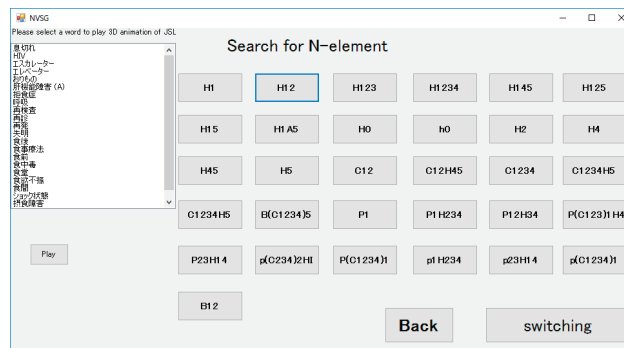 NVSG
Please select a word to play 3D animation of JSL
Search for N-element
息切れ
HIV
エスカレーター
エレベーター
おりもの
肝機能障害(A)
拒食症
呼吸
再検査
再診
再発
失明
食後
食事療法
食前
食中毒
食堂
食欲不振
食間
ショック状態
摂食障害
H1
H12
H123
H1234
H145
H125
H15
H1A5
H0
h0
H2
H4
H45
H5
C12
C12H45
C1234
C1234H5
C1234H5
B(C1234)5
P1
P1H234
P12H34
P(C123)1H4
P23H14
p(C234)2HI
P(C1234)1
p1H234
p23H14
p(C1234)1
B12
Play
Back
switching